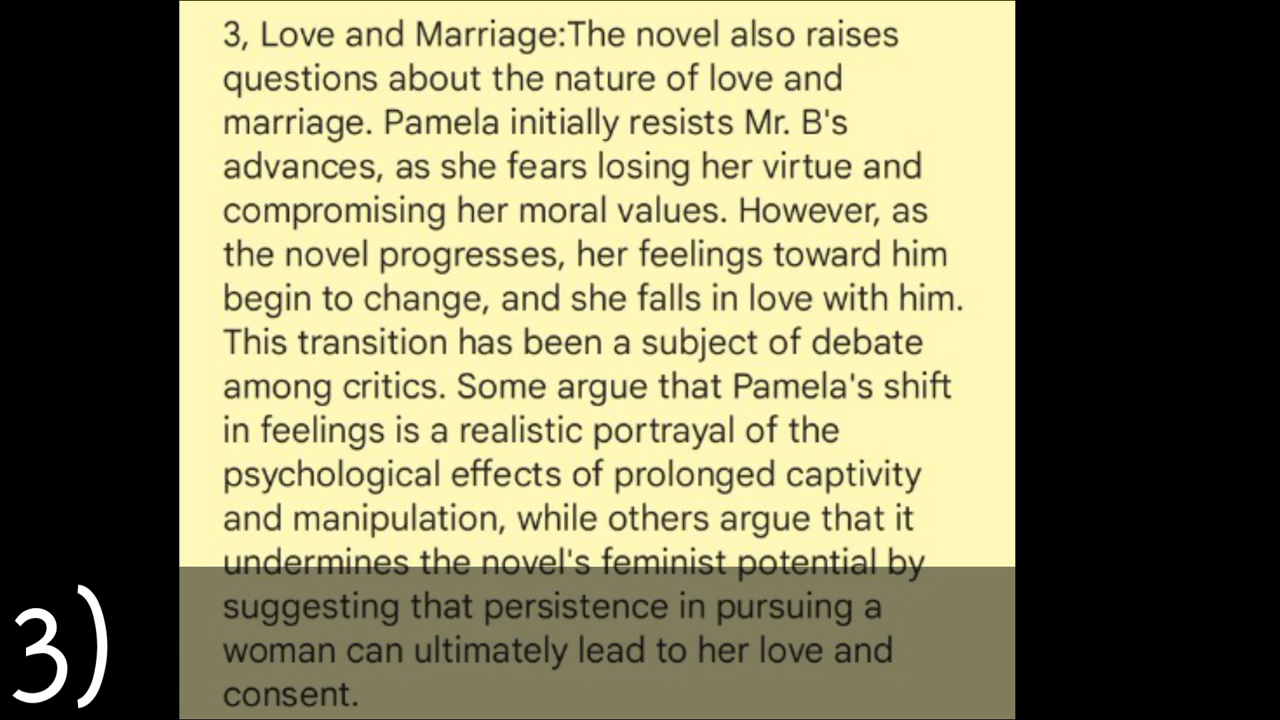 3, Love and Marriage:The novel also raises
questions about the nature of love and
marriage. Pamela initially resists Mr. B's
advances, as she fears losing her virtue and
compromising her moral values. However, as
the novel progresses, her feelings toward him
begin to change, and she falls in love with him.
This transition has been a subject of debate
among critics. Some argue that Pamela's shift
in feelings is a realistic portrayal of the
psychological effects of prolonged captivity
and manipulation, while others argue that it
undermines the novel's feminist potential by
suggesting that persistence in pursuing a
woman can ultimately lead to her love and
consent.
3)